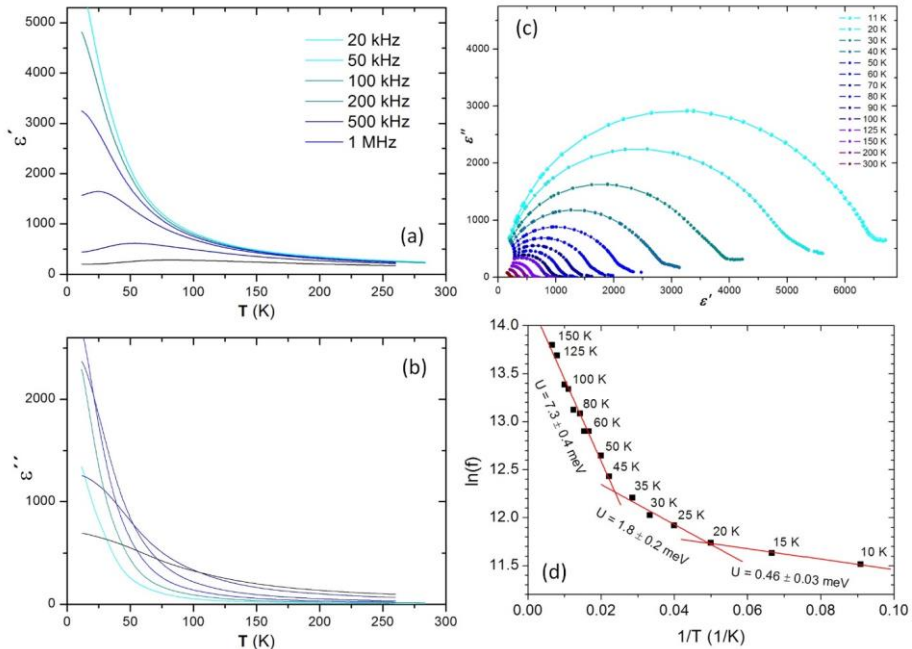 5000
4000
3000
2000
1000
0
ε′
20 kHz
50 kHz
100 kHz
200 kHz
500 kHz
1 MHz
(a)
0 50 100 150 200 250 300
T (K)
2000
1000
0
ε′′
(b)
0 50 100 150 200 250 300
T (K)
(c)
5000
4000
3000
2000
1000
0
ε″
11 K
20 K
30 K
40 K
50 K
60 K
70 K
80 K
90 K
100 K
125 K
150 K
200 K
300 K
0 1000 2000 3000 4000 5000 6000
ε′
14.0
13.5
13.0
12.5
12.0
11.5
ln(f)
150 K
125 K
100 K
80 K
60 K
50 K
45 K
35 K
30 K
25 K
20 K
15 K
10 K
U = 7.3 ± 0.4 meV
U = 1.8 ± 0.2 meV
U = 0.46 ± 0.03 meV
(d)
0.00 0.02 0.04 0.06 0.08 0.10
1/T (1/K)